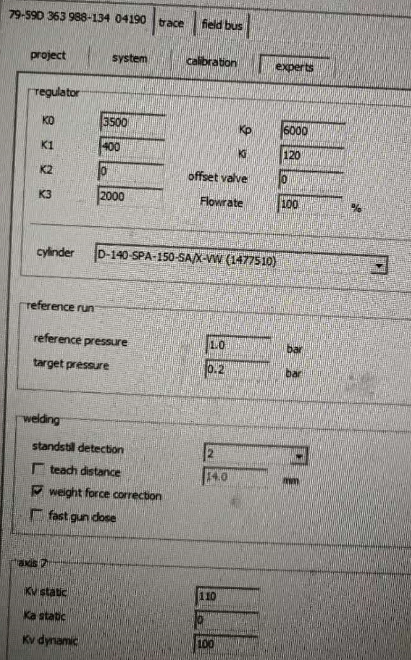 79-59D 363 988-134 04190 trace field bus
project system calibration experts
regulator
K0 3500 Kp 6000
K1 400 Ki 120
K2 0 offset valve 0
K3 2000 Flowrate 100 %
cylinder D-140-SPA-150-SA/X-VW (1477510)
reference run
reference pressure 1.0 bar
target pressure 0.2 bar
welding
standstill detection 2
teach distance 14.0 mm
weight force correction
fast gun close
axis 7
Kv static 110
Ka static 0
Kv dynamic 100